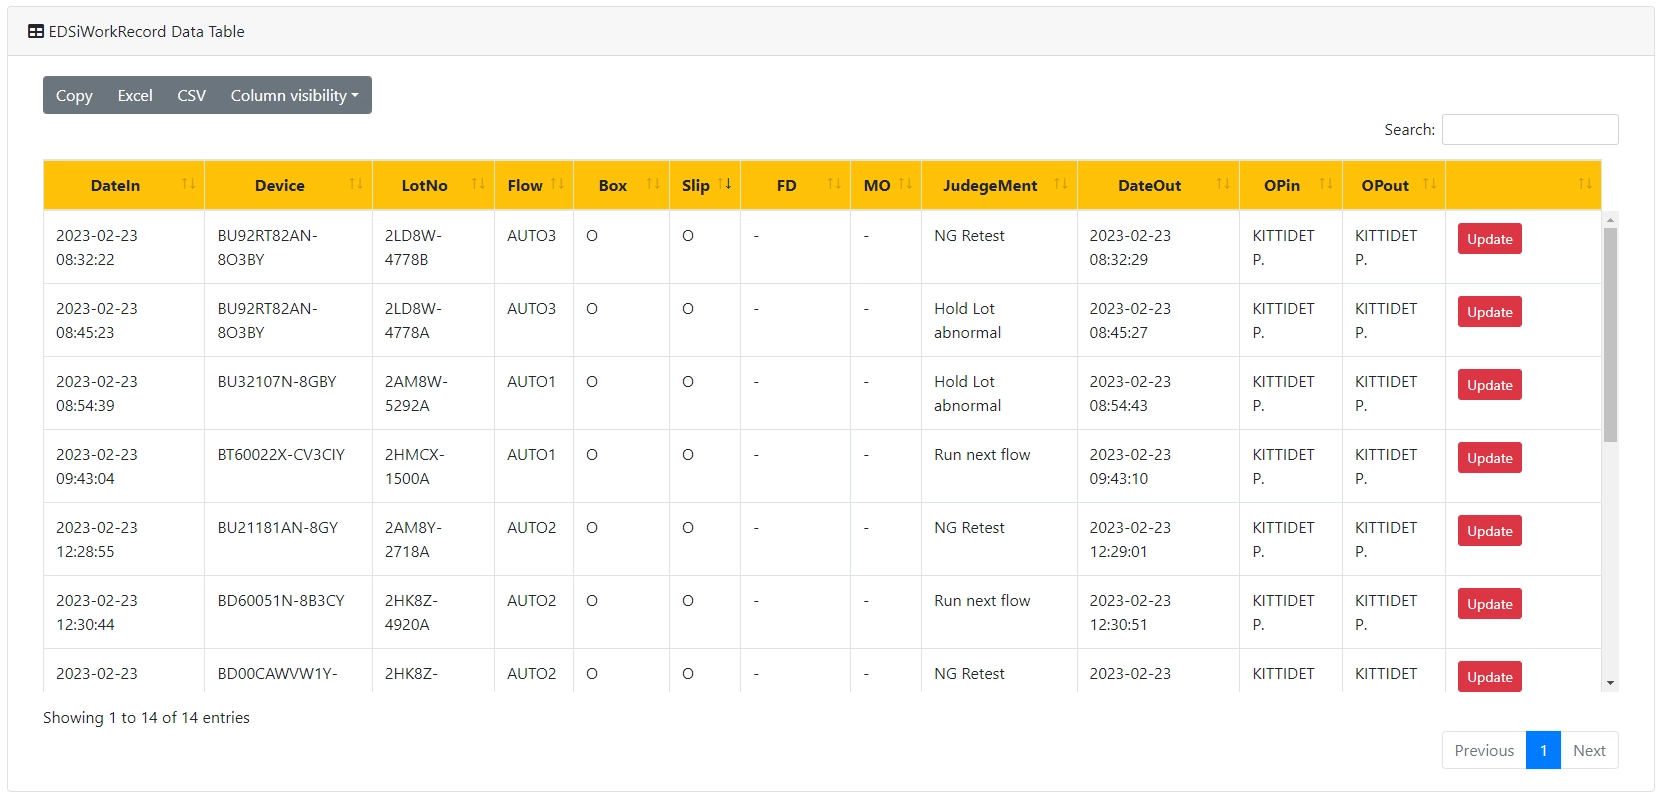 EDSiWorkRecord Data Table
Copy Excel CSV Column visibility
Search:
DateIn Device LotNo Flow Box Slip FD MO JudegeMent DateOut OPin OPout
2023-02-23 BU92RT82AN- 2LD8W- AUTO3 O O - - NG Retest 2023-02-23 KITTIDET KITTIDET Update
08:32:22 8O3BY 4778B 08:32:29 P. P.
2023-02-23 BU92RT82AN- 2LD8W- AUTO3 O O - - Hold Lot 2023-02-23 KITTIDET KITTIDET Update
08:45:23 8O3BY 4778A abnormal 08:45:27 P. P.
2023-02-23 BU32107N-8GBY 2AM8W- AUTO1 O O - - Hold Lot 2023-02-23 KITTIDET KITTIDET Update
08:54:39 5292A abnormal 08:54:43 P. P.
2023-02-23 BT60022X-CV3CIY 2HMCX- AUTO1 O O - - Run next flow 2023-02-23 KITTIDET KITTIDET Update
09:43:04 1500A 09:43:10 P. P.
2023-02-23 BU21181AN-8GY 2AM8Y- AUTO2 O O - - NG Retest 2023-02-23 KITTIDET KITTIDET Update
12:28:55 2718A 12:29:01 P. P.
2023-02-23 BD60051N-8B3CY 2HK8Z- AUTO2 O O - - Run next flow 2023-02-23 KITTIDET KITTIDET Update
12:30:44 4920A 12:30:51 P. P.
2023-02-23 BD00CAWVW1Y- 2HK8Z- AUTO2 O O - - NG Retest 2023-02-23 KITTIDET KITTIDET Update
Showing 1 to 14 of 14 entries
Previous 1 Next